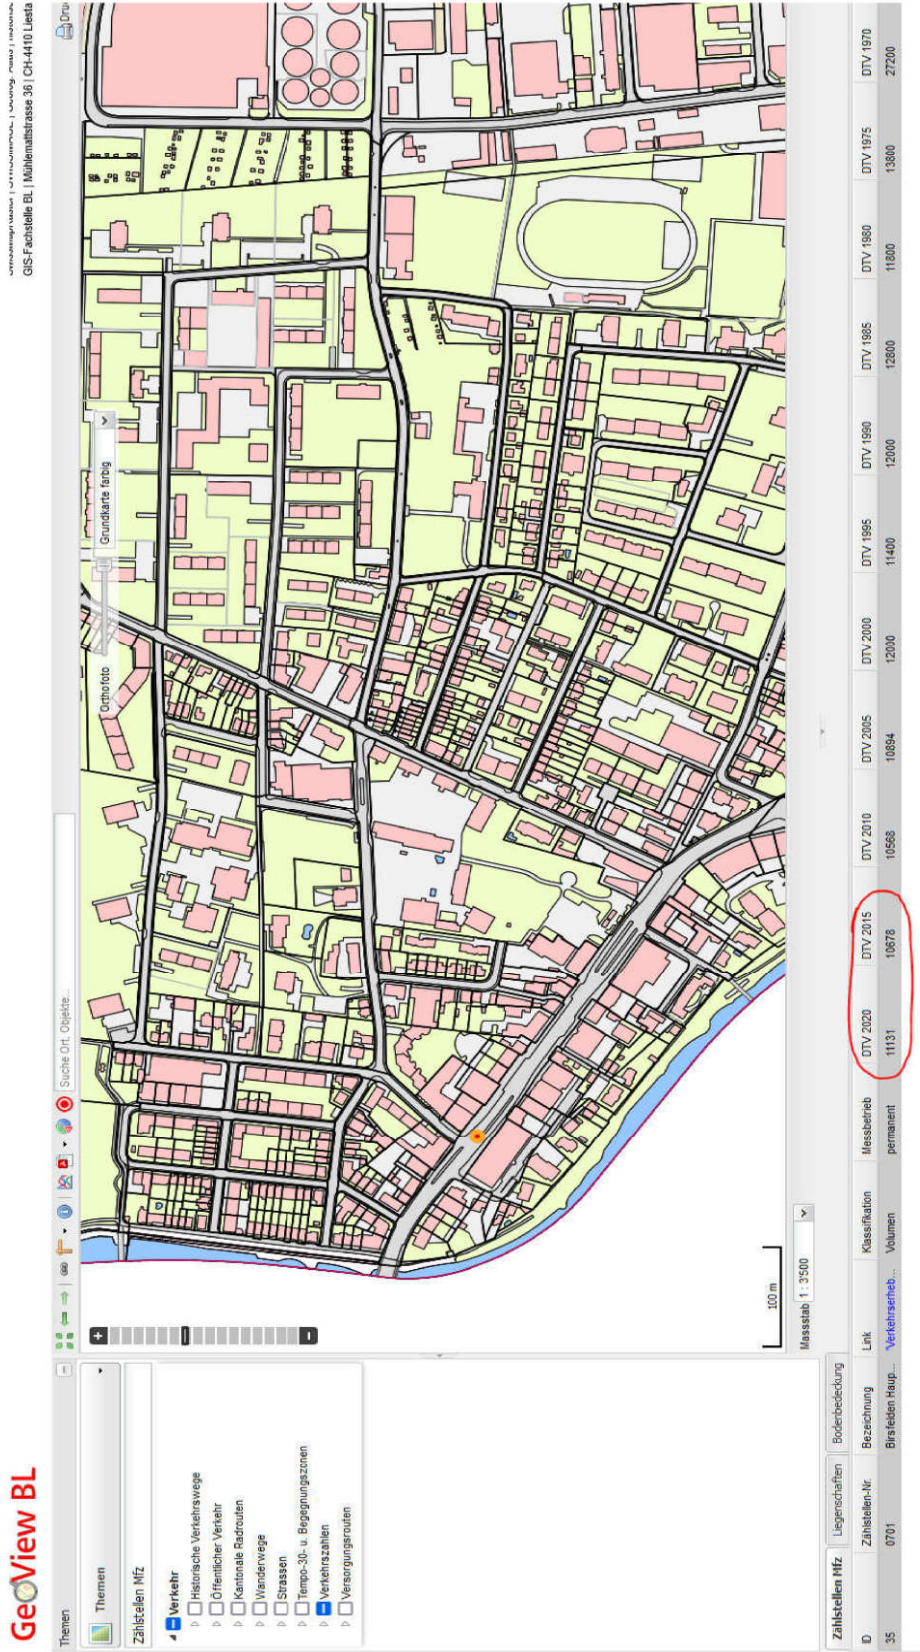 GeoView BL
GIS-Fachstelle BL | Mühlemattstrasse 36 | CH-4410 Liesta
Themen
Suche Ort, Objekte...
Dru
Themen
Zählstellen Mfz
Verkehr
Historische Verkehrswege
Öffentlicher Verkehr
Kantonale Radrouten
Wanderwege
Strassen
Tempo-30- u. Begegnungszonen
Verkehrszahlen
Versorgungsrouten
Orthofoto
Grundkarte farbig
100 m
Massstab 1 : 3'500
Zählstellen Mfz Liegenschaften Bodenbedeckung
ID Zählstellen-Nr. Bezeichnung Link Klassifikation Messbetrieb DTV 2020 DTV 2015 DTV 2010 DTV 2005 DTV 2000 DTV 1995 DTV 1990 DTV 1985 DTV 1980 DTV 1975 DTV 1970
35 0701 Birsfelden Haup... "Verkehrserheb... Volumen permanent 11131 10678 10568 10894 12000 11400 12000 12800 11800 13800 27200